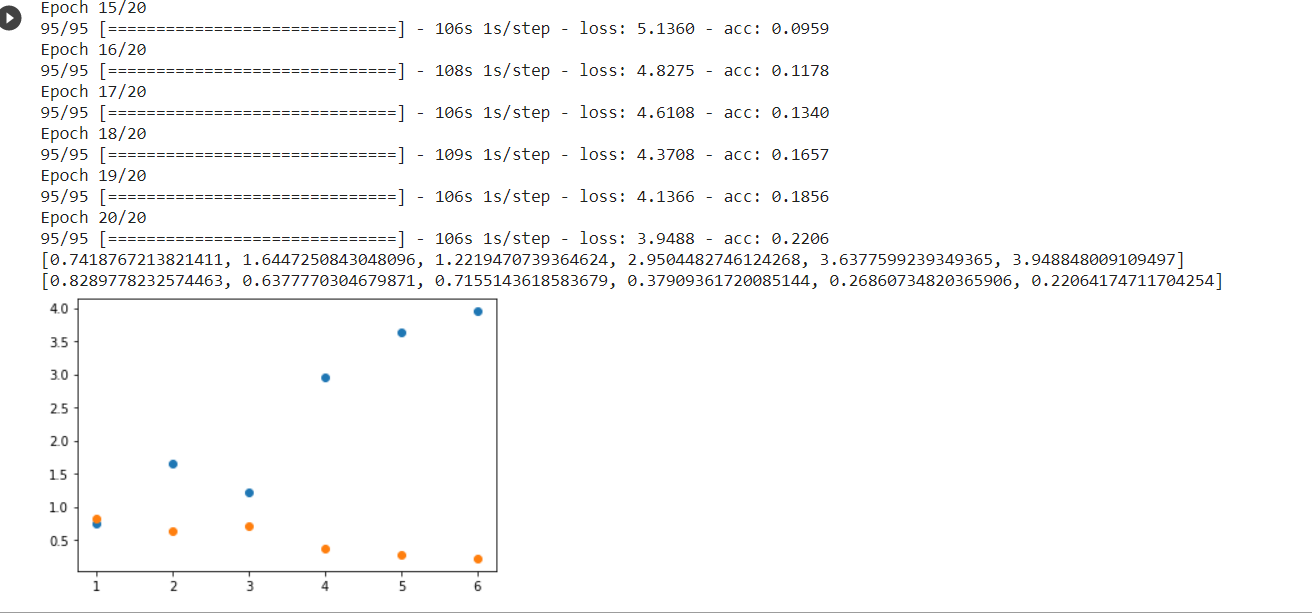 Epoch 15/20
95/95 [==============================] - 106s 1s/step - loss: 5.1360 - acc: 0.0959
Epoch 16/20
95/95 [==============================] - 108s 1s/step - loss: 4.8275 - acc: 0.1178
Epoch 17/20
95/95 [==============================] - 106s 1s/step - loss: 4.6108 - acc: 0.1340
Epoch 18/20
95/95 [==============================] - 109s 1s/step - loss: 4.3708 - acc: 0.1657
Epoch 19/20
95/95 [==============================] - 106s 1s/step - loss: 4.1366 - acc: 0.1856
Epoch 20/20
95/95 [==============================] - 106s 1s/step - loss: 3.9488 - acc: 0.2206
[0.7418767213821411, 1.6447250843048096, 1.2219470739364624, 2.9504482746124268, 3.6377599239349365, 3.948848009109497]
[0.8289778232574463, 0.6377770304679871, 0.7155143618583679, 0.37909361720085144, 0.26860734820365906, 0.22064174711704254]
4.0
3.5
3.0
2.5
2.0
1.5
1.0
0.5
1 2 3 4 5 6